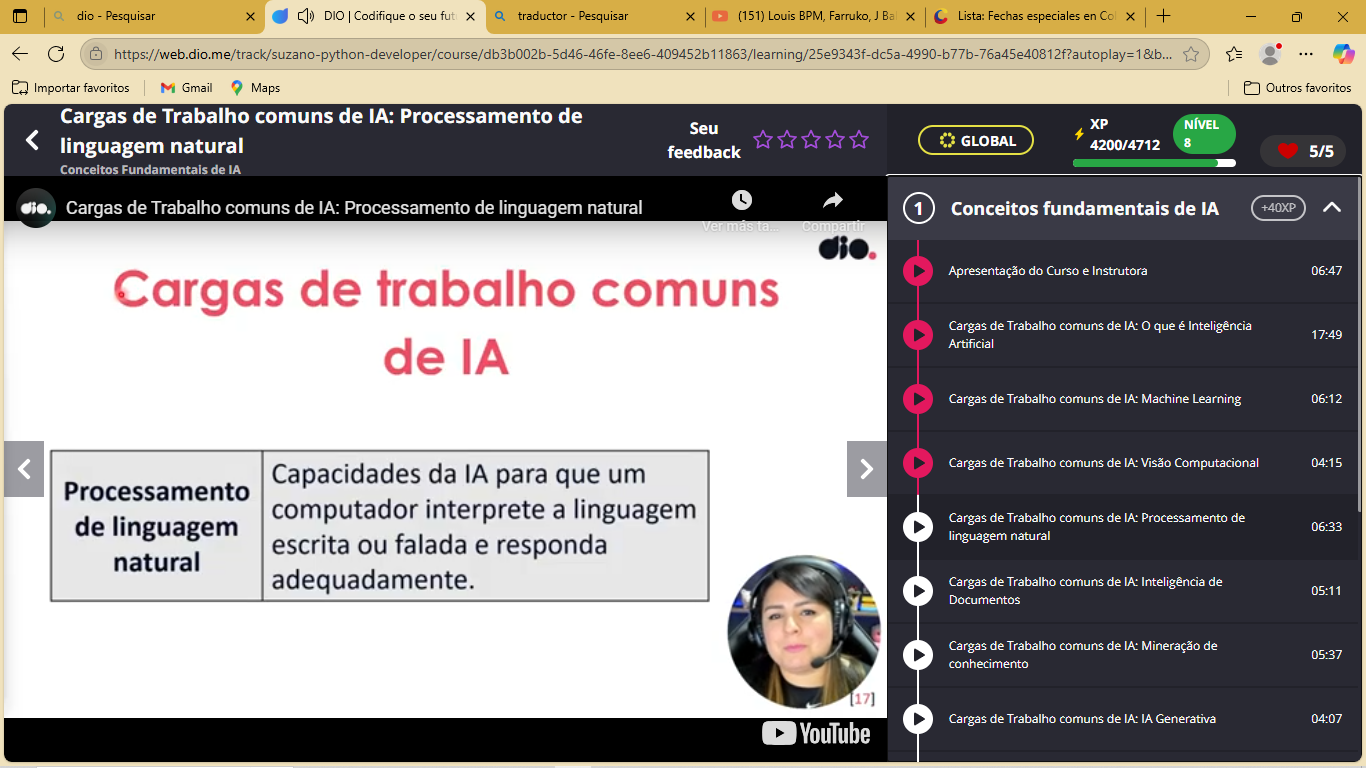 dio - Pesquisar
DIO | Codifique o seu fut
traductor - Pesquisar
(151) Louis BPM, Farruko, J Ba
Lista: Fechas especiales en Co
https://web.dio.me/track/suzano-python-developer/course/db3b002b-5d46-46fe-8ee6-409452b11863/learning/25e9343f-dc5a-4990-b77b-76a45e40812f?autoplay=1&b...
Importar favoritos
Gmail
Maps
Outros favoritos
Cargas de Trabalho comuns de IA: Processamento de
linguagem natural
Conceitos Fundamentais de IA
Seu
feedback
GLOBAL
XP
4200/4712
NÍVEL
8
5/5
dio.
Cargas de Trabalho comuns de IA: Processamento de linguagem natural
Ver más ta...
Compartir
dio.
Cargas de trabalho comuns
de IA
Processamento
de linguagem
natural
Capacidades da IA para que um
computador interprete a linguagem
escrita ou falada e responda
adequadamente.
[17]
YouTube
1
Conceitos fundamentais de IA
+40XP
Apresentação do Curso e Instrutora
06:47
Cargas de Trabalho comuns de IA: O que é Inteligência
Artificial
17:49
Cargas de Trabalho comuns de IA: Machine Learning
06:12
Cargas de Trabalho comuns de IA: Visão Computacional
04:15
Cargas de Trabalho comuns de IA: Processamento de
linguagem natural
06:33
Cargas de Trabalho comuns de IA: Inteligência de
Documentos
05:11
Cargas de Trabalho comuns de IA: Mineração de
conhecimento
05:37
Cargas de Trabalho comuns de IA: IA Generativa
04:07